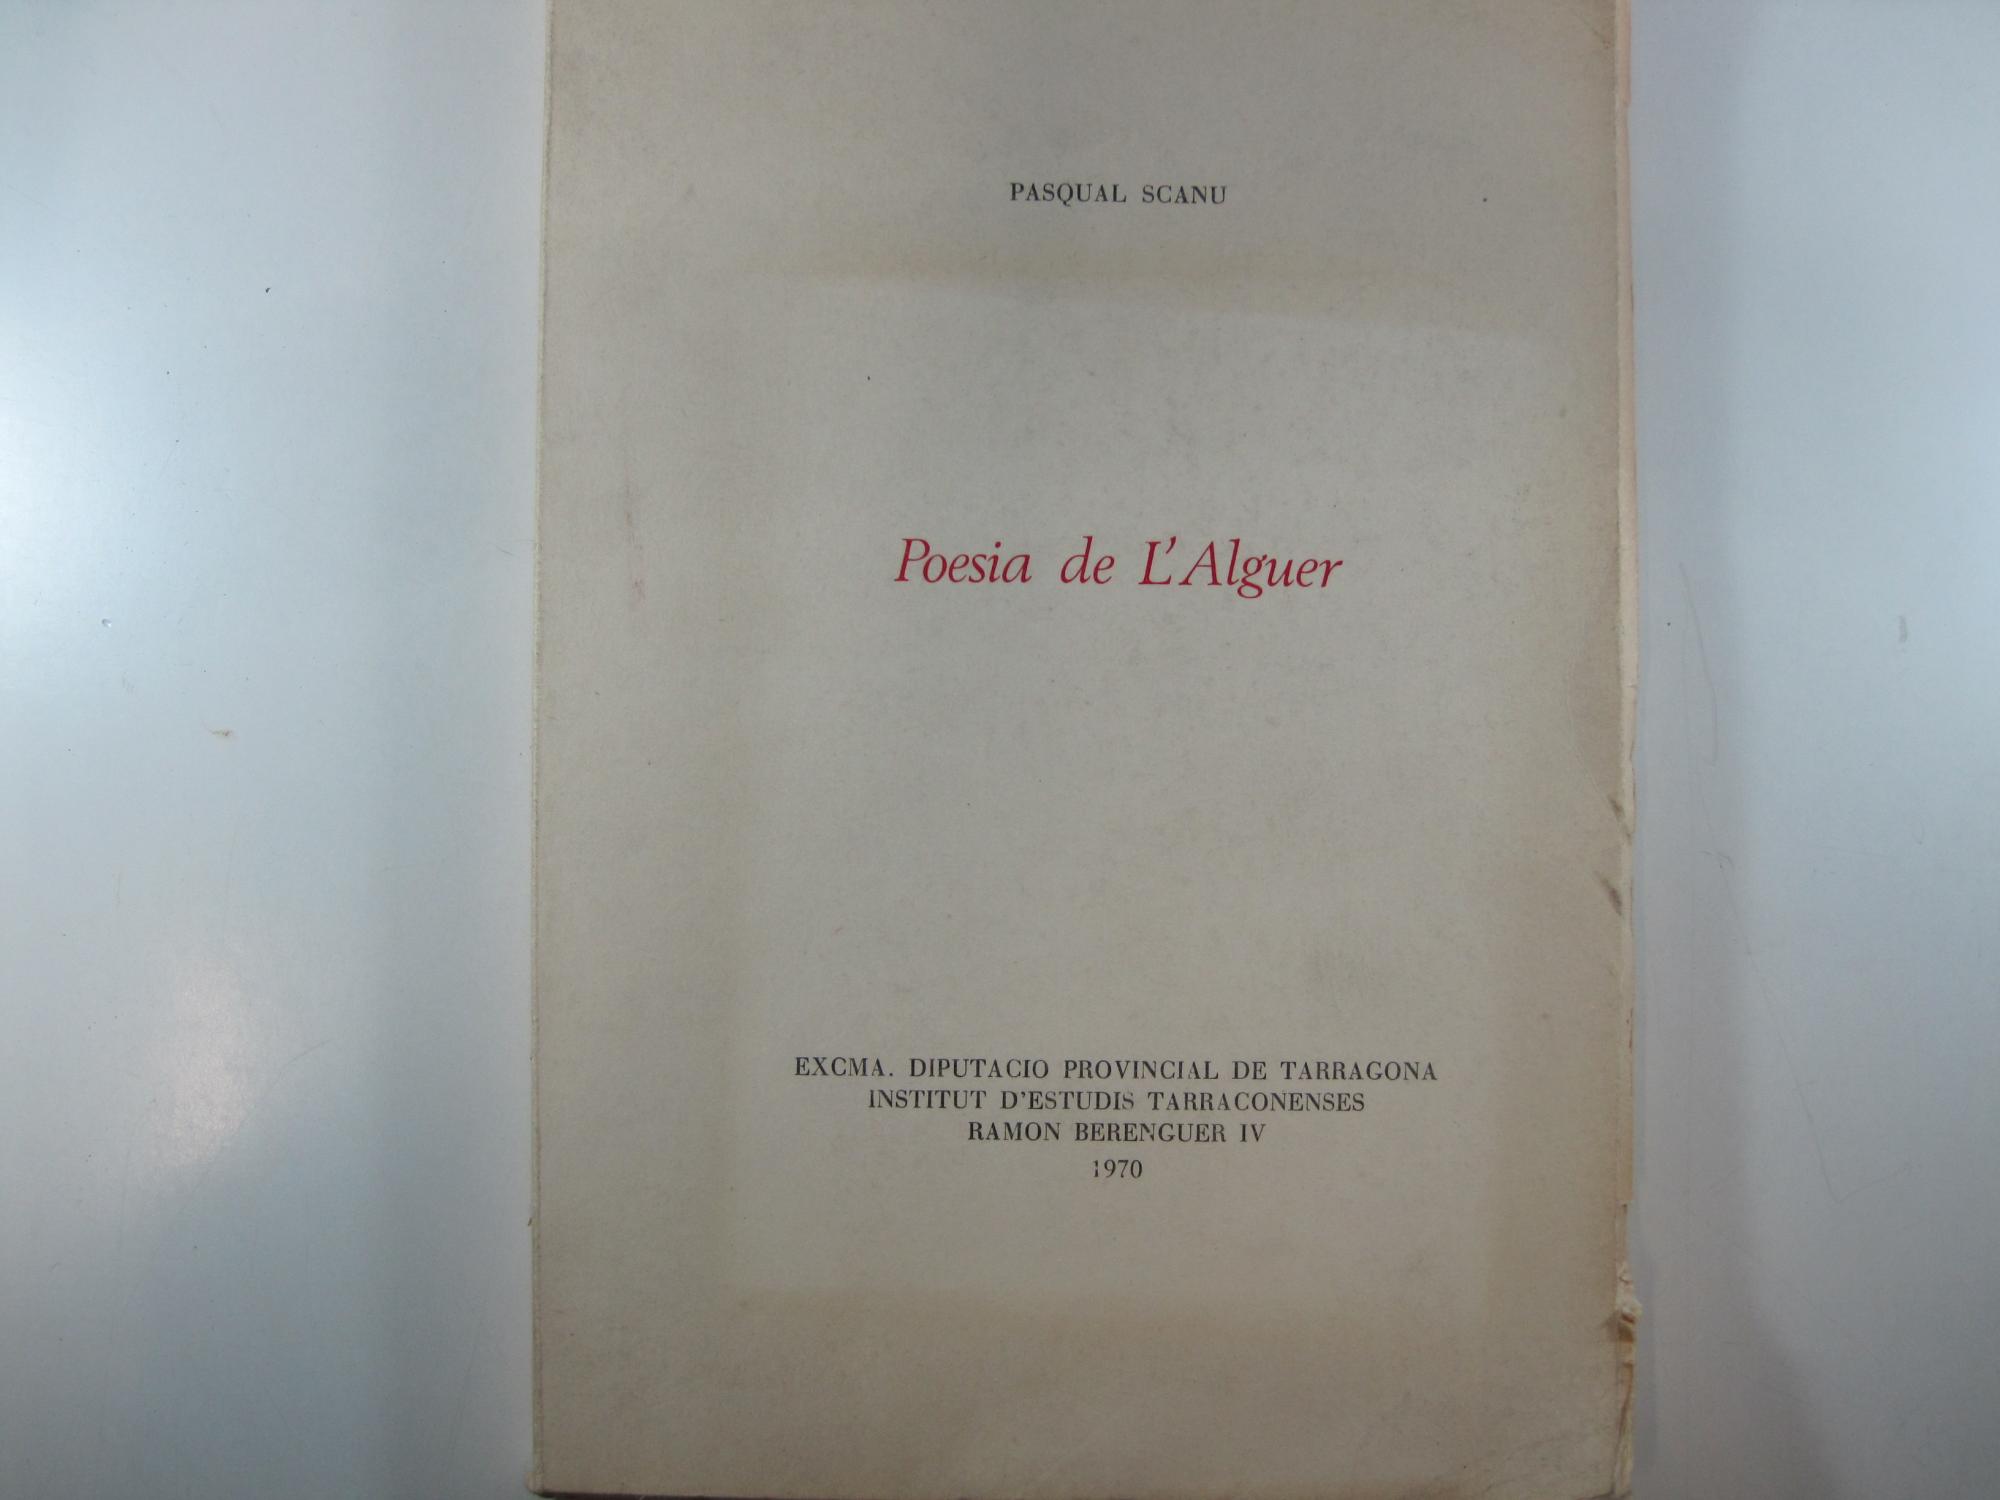 PASQUAL SCANU
Poesia de L'Alguer
EXCMA. DIPUTACIO PROVINCIAL DE TARRAGONA
INSTITUT D'ESTUDIS TARRACONENSES
RAMON BERENGUER IV
1970